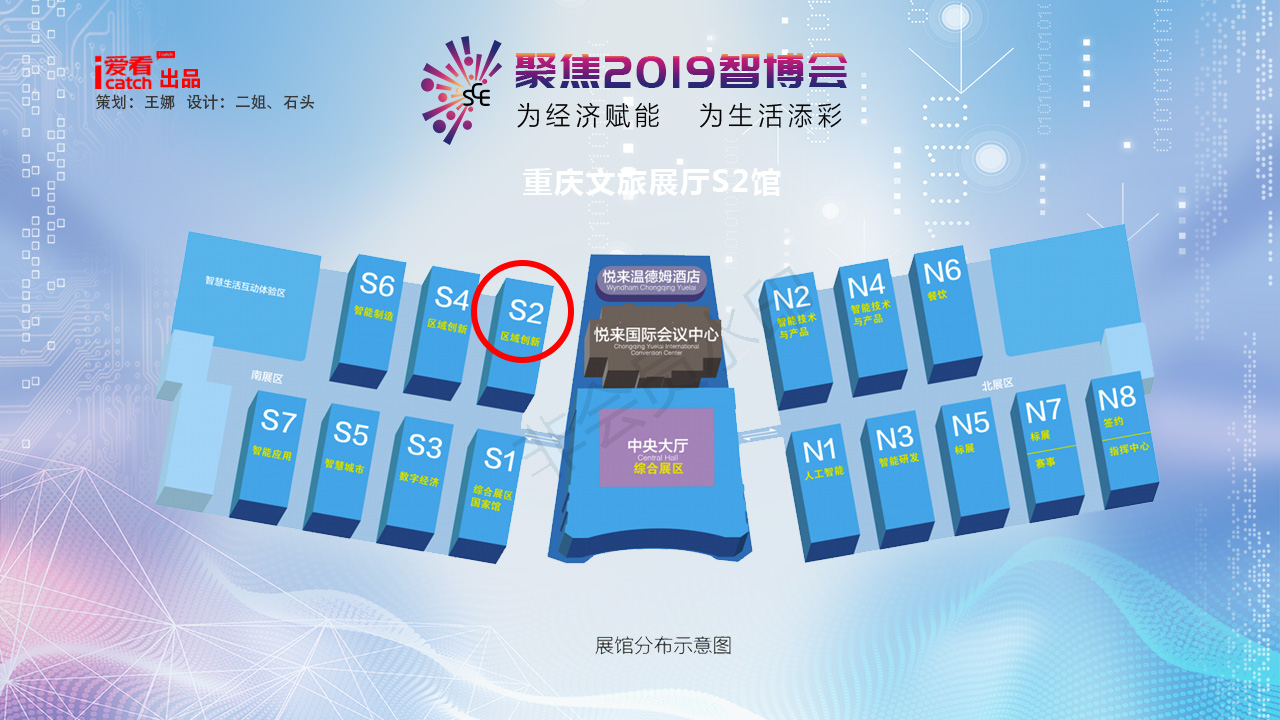 爱看
icatch
出品
策划：王娜 设计：二姐、石头
SCE
聚焦2019智博会
为经济赋能 为生活添彩
重庆文旅展厅S2馆
智慧生活互动体验区
S6
智能制造
S4
区域创新
S2
区域创新
悦来温德姆酒店
Wyndham Chongqing Yuelai
悦来国际会议中心
Chongqing Yuelai International
Convention Center
N2
智能技术
与产品
N4
智能技术
与产品
N6
餐饮
南展区
北展区
S7
智能应用
S5
智慧城市
S3
数字经济
S1
综合展区
国家馆
中央大厅
Central Hall
综合展区
N1
人工智能
N3
智能研发
N5
标展
N7
标展
赛事
N8
签约
指挥中心
非会员水印
展馆分布示意图